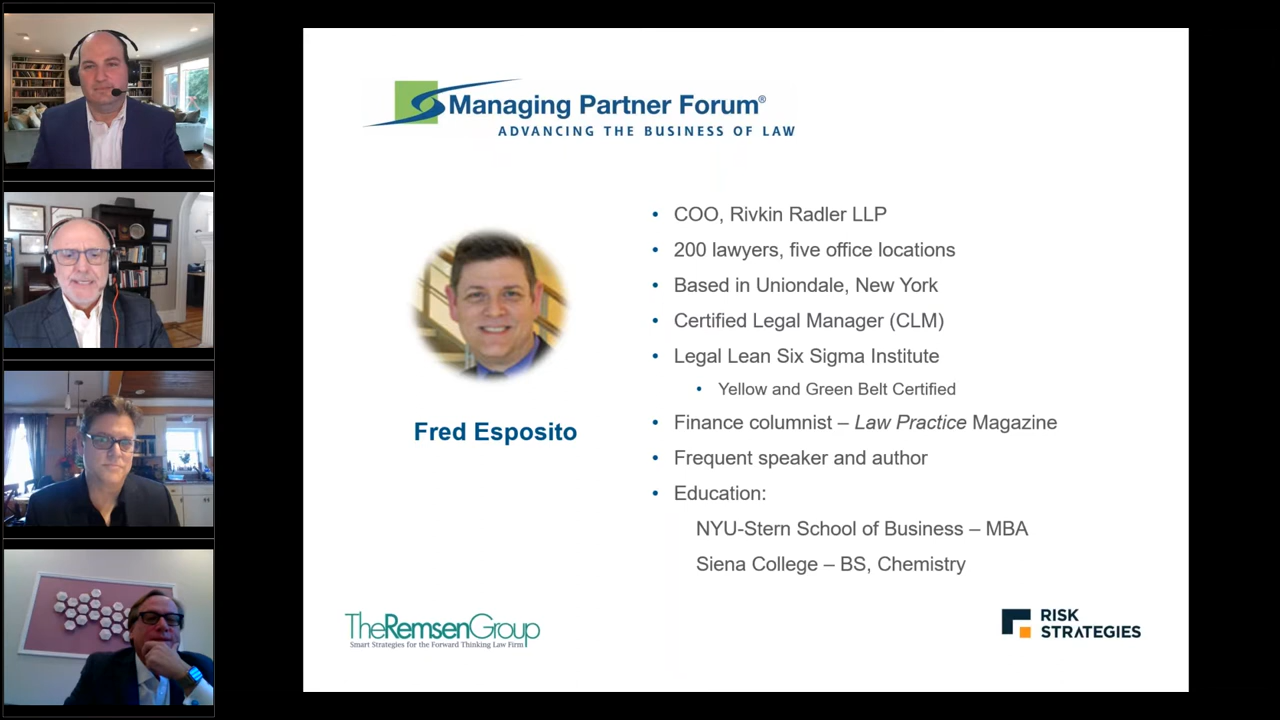 Managing Partner Forum®
ADVANCING THE BUSINESS OF LAW
Fred Esposito
• COO, Rivkin Radler LLP
• 200 lawyers, five office locations
• Based in Uniondale, New York
• Certified Legal Manager (CLM)
• Legal Lean Six Sigma Institute
• Yellow and Green Belt Certified
• Finance columnist – Law Practice Magazine
• Frequent speaker and author
• Education:
NYU-Stern School of Business – MBA
Siena College – BS, Chemistry
TheRemsenGroup
Smart Strategies for the Forward Thinking Law Firm
RISK
STRATEGIES